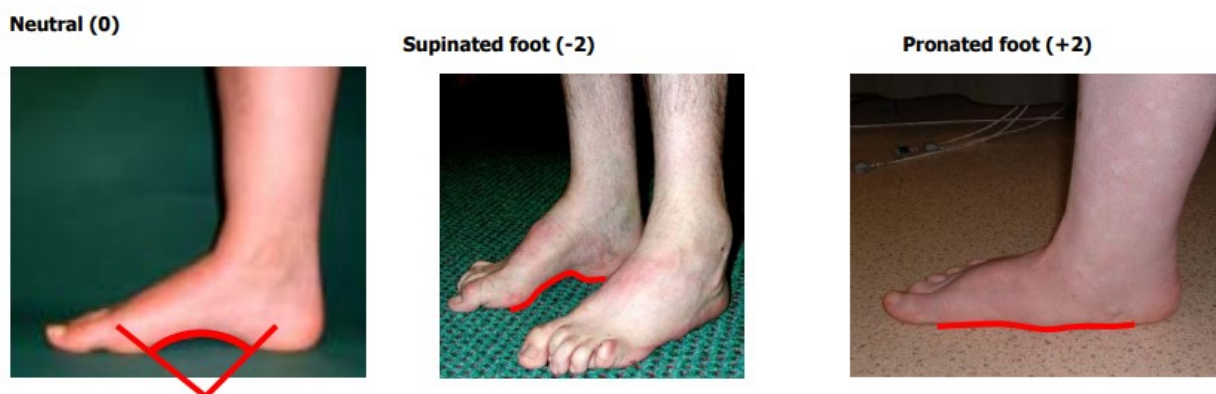 Neutral (0)
Supinated foot (-2)
Pronated foot (+2)